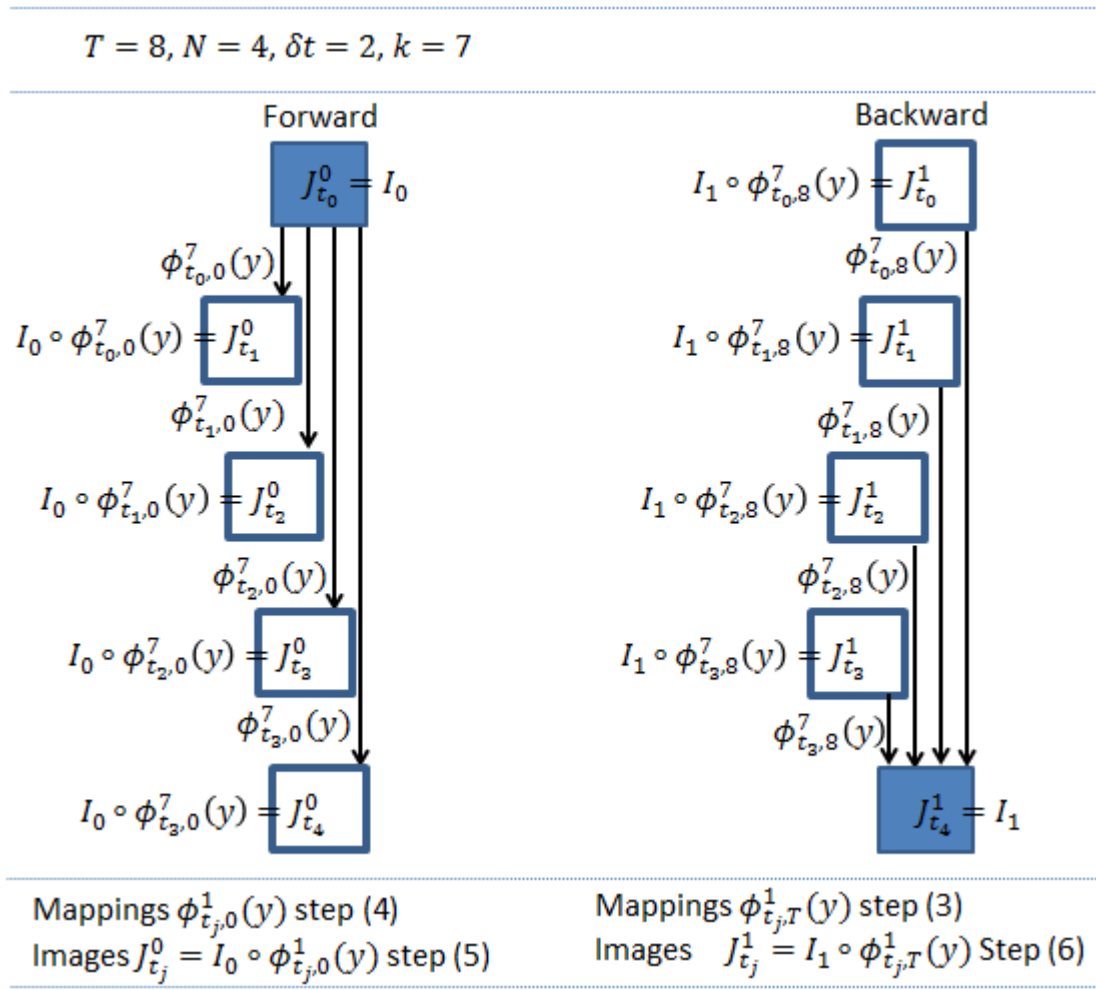 T = 8, N = 4, δt = 2, k = 7
Forward
J^0_{t_0} = I_0
ϕ^7_{t_0,0}(y)
I_0 ∘ ϕ^7_{t_0,0}(y) = J^0_{t_1}
ϕ^7_{t_1,0}(y)
I_0 ∘ ϕ^7_{t_1,0}(y) = J^0_{t_2}
ϕ^7_{t_2,0}(y)
I_0 ∘ ϕ^7_{t_2,0}(y) = J^0_{t_3}
ϕ^7_{t_3,0}(y)
I_0 ∘ ϕ^7_{t_3,0}(y) = J^0_{t_4}
Mappings ϕ^1_{t_j,0}(y) step (4)
Images J^0_{t_j} = I_0 ∘ ϕ^1_{t_j,0}(y) step (5)
Backward
I_1 ∘ ϕ^7_{t_0,8}(y) = J^1_{t_0}
ϕ^7_{t_0,8}(y)
I_1 ∘ ϕ^7_{t_1,8}(y) = J^1_{t_1}
ϕ^7_{t_1,8}(y)
I_1 ∘ ϕ^7_{t_2,8}(y) = J^1_{t_2}
ϕ^7_{t_2,8}(y)
I_1 ∘ ϕ^7_{t_3,8}(y) = J^1_{t_3}
ϕ^7_{t_3,8}(y)
J^1_{t_4} = I_1
Mappings ϕ^1_{t_j,T}(y) step (3)
Images J^1_{t_j} = I_1 ∘ ϕ^1_{t_j,T}(y) Step (6)